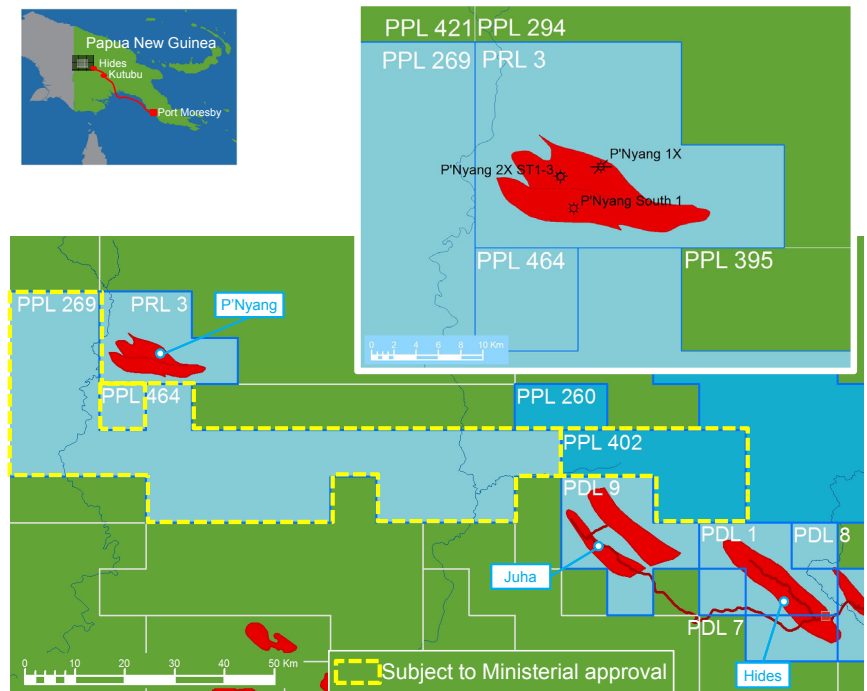 Papua New Guinea
Hides
Kutubu
Port Moresby
PPL 421 PPL 294
PPL 269 PRL 3
P'Nyang 1X
P'Nyang 2X ST1-3
P'Nyang South 1
PPL 464
PPL 395
0 2 4 6 8 10 Km
PPL 269
PRL 3
P'Nyang
PPL 464
PPL 260
PPL 402
PDL 9
PDL 1
PDL 8
Juha
PDL 7
Hides
0 10 20 30 40 50 Km
Subject to Ministerial approval